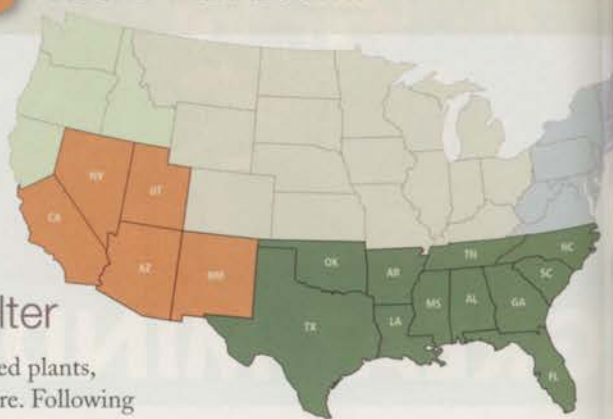 NV
UT
CA
AZ
NM
OK
AR
TN
NC
SC
MS
AL
GA
TX
LA
FL
lter
ed plants,
re. Following